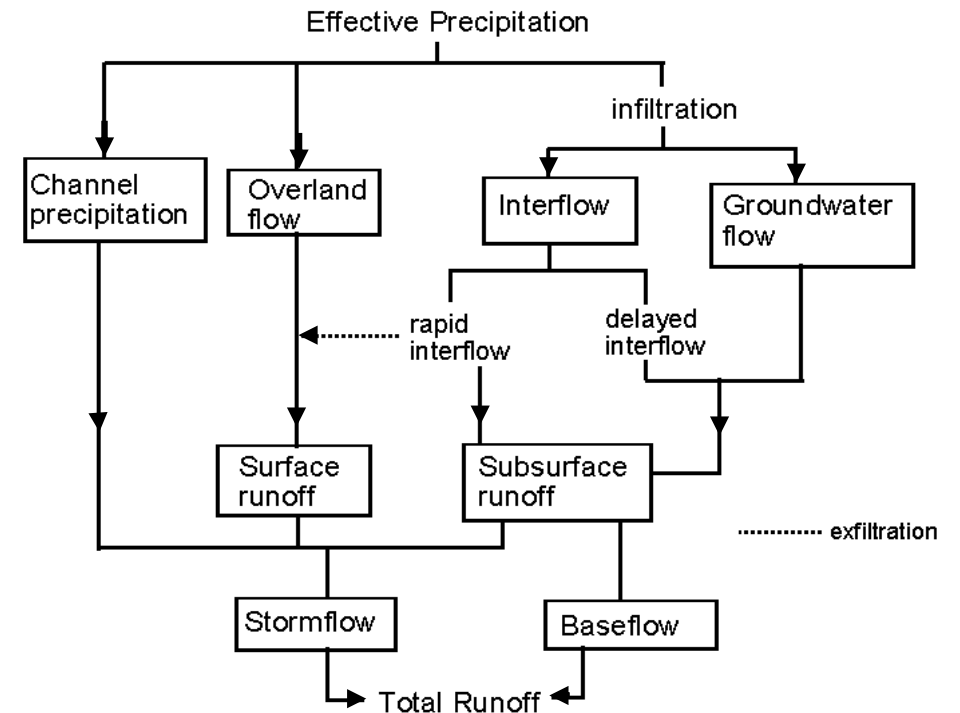 Effective Precipitation
infiltration
Channel
precipitation
Overland
flow
Interflow
Groundwater
flow
rapid
interflow
delayed
interflow
Surface
runoff
Subsurface
runoff
exfiltration
Stormflow
Baseflow
Total Runoff